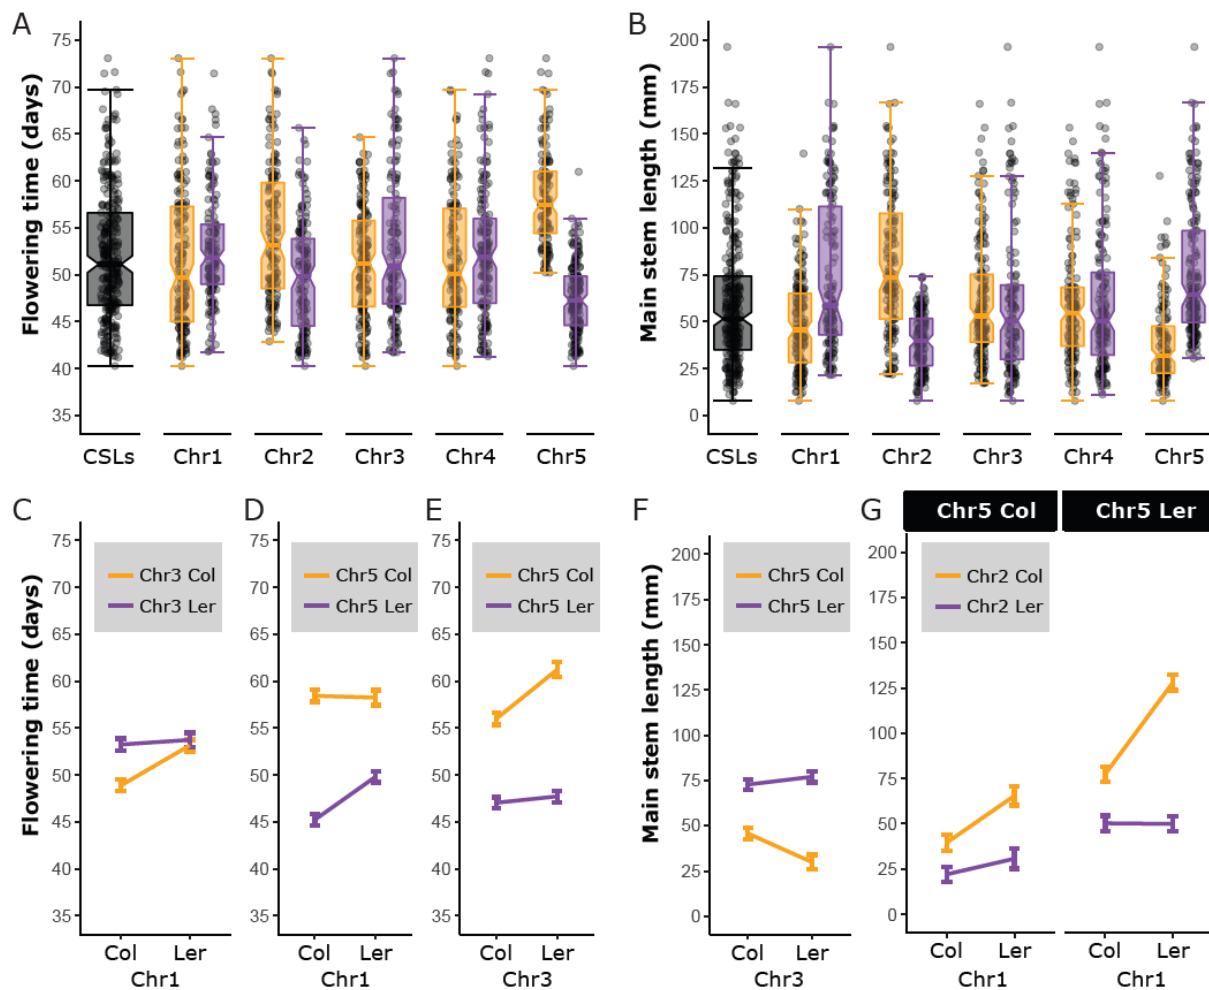 A
Flowering time (days)
75
70
65
60
55
50
45
40
35
CSLs Chr1 Chr2 Chr3 Chr4 Chr5
B
Main stem length (mm)
200
175
150
125
100
75
50
25
0
CSLs Chr1 Chr2 Chr3 Chr4 Chr5
C
Flowering time (days)
75
70
65
60
55
50
45
40
35
Chr3 Col
Chr3 Ler
Col Ler
Chr1
D
75
70
65
60
55
50
45
40
35
Chr5 Col
Chr5 Ler
Col Ler
Chr1
E
75
70
65
60
55
50
45
40
35
Chr5 Col
Chr5 Ler
Col Ler
Chr3
F
Main stem length (mm)
200
175
150
125
100
75
50
25
0
Chr5 Col
Chr5 Ler
Col Ler
Chr3
G
Chr5 Col Chr5 Ler
200
175
150
125
100
75
50
25
0
Chr2 Col
Chr2 Ler
Col Ler Col Ler
Chr1 Chr1